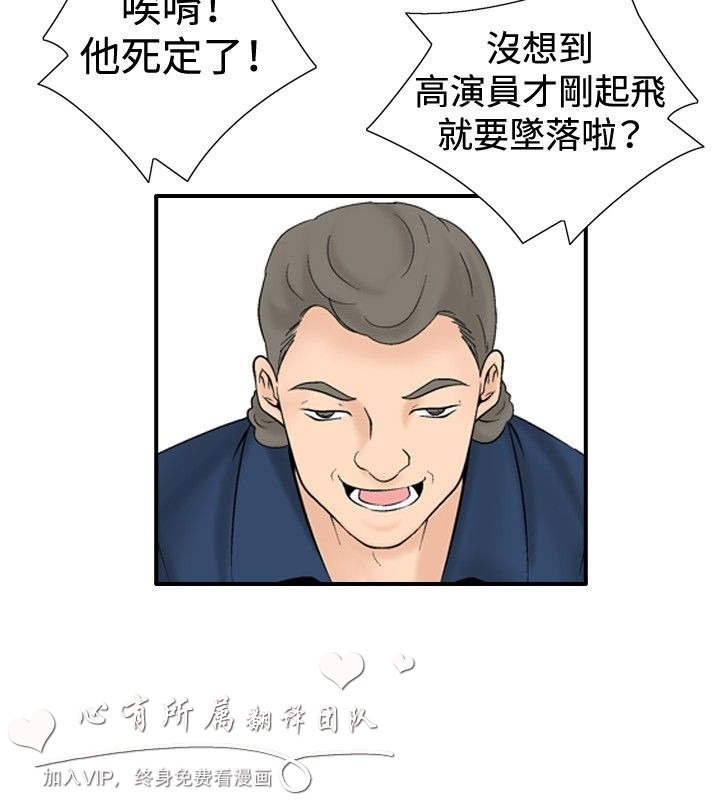 唉唷！
他死定了！
沒想到
高演員才剛起飛
就要墜落啦？
心有所属翻译团队
加入VIP，终身免费看漫画